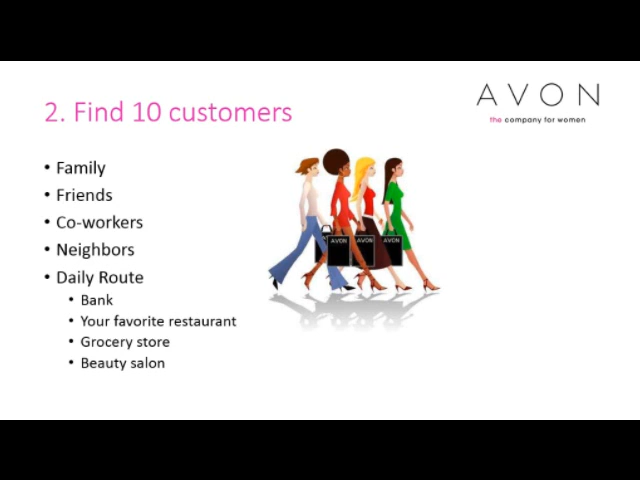 AVON
the company for women
2. Find 10 customers
• Family
• Friends
• Co-workers
• Neighbors
• Daily Route
• Bank
• Your favorite restaurant
• Grocery store
• Beauty salon
AVON AVON AVON